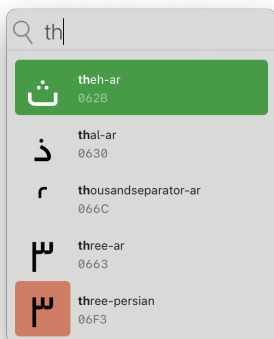 th
ث
theh-ar
062B
ذ
thal-ar
0630
٬
thousandseparator-ar
066C
٣
three-ar
0663
۳
three-persian
06F3